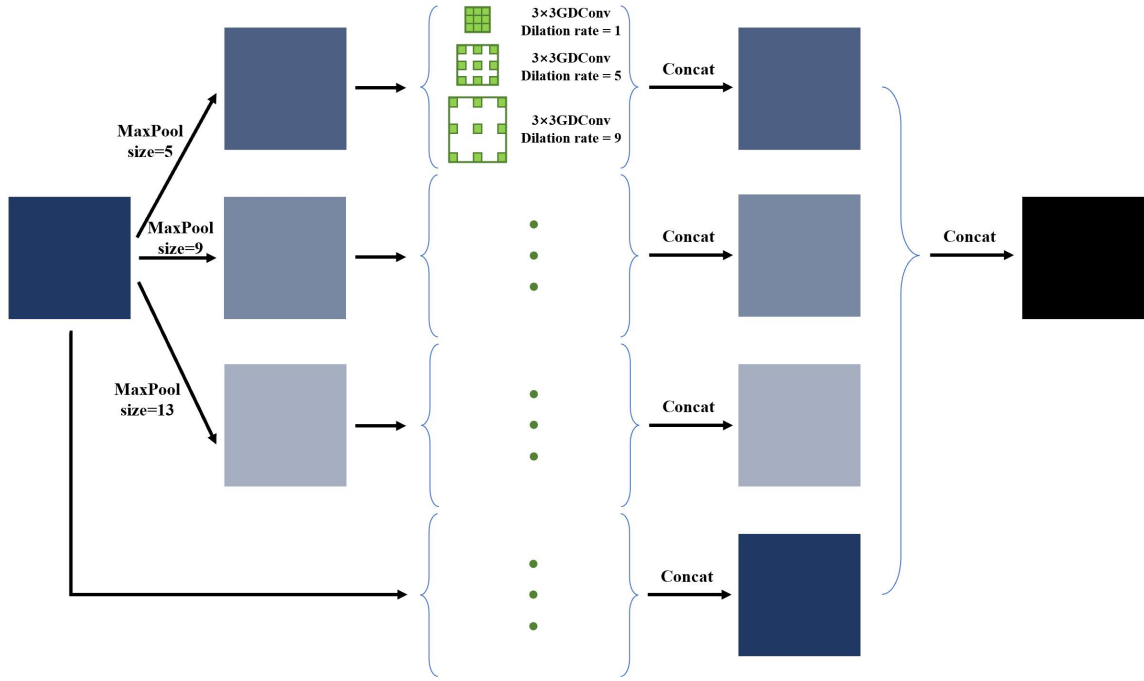 3×3GDConv
Dilation rate = 1
3×3GDConv
Dilation rate = 5
3×3GDConv
Dilation rate = 9
Concat
MaxPool
size=5
MaxPool
size=9
Concat
Concat
MaxPool
size=13
Concat
Concat